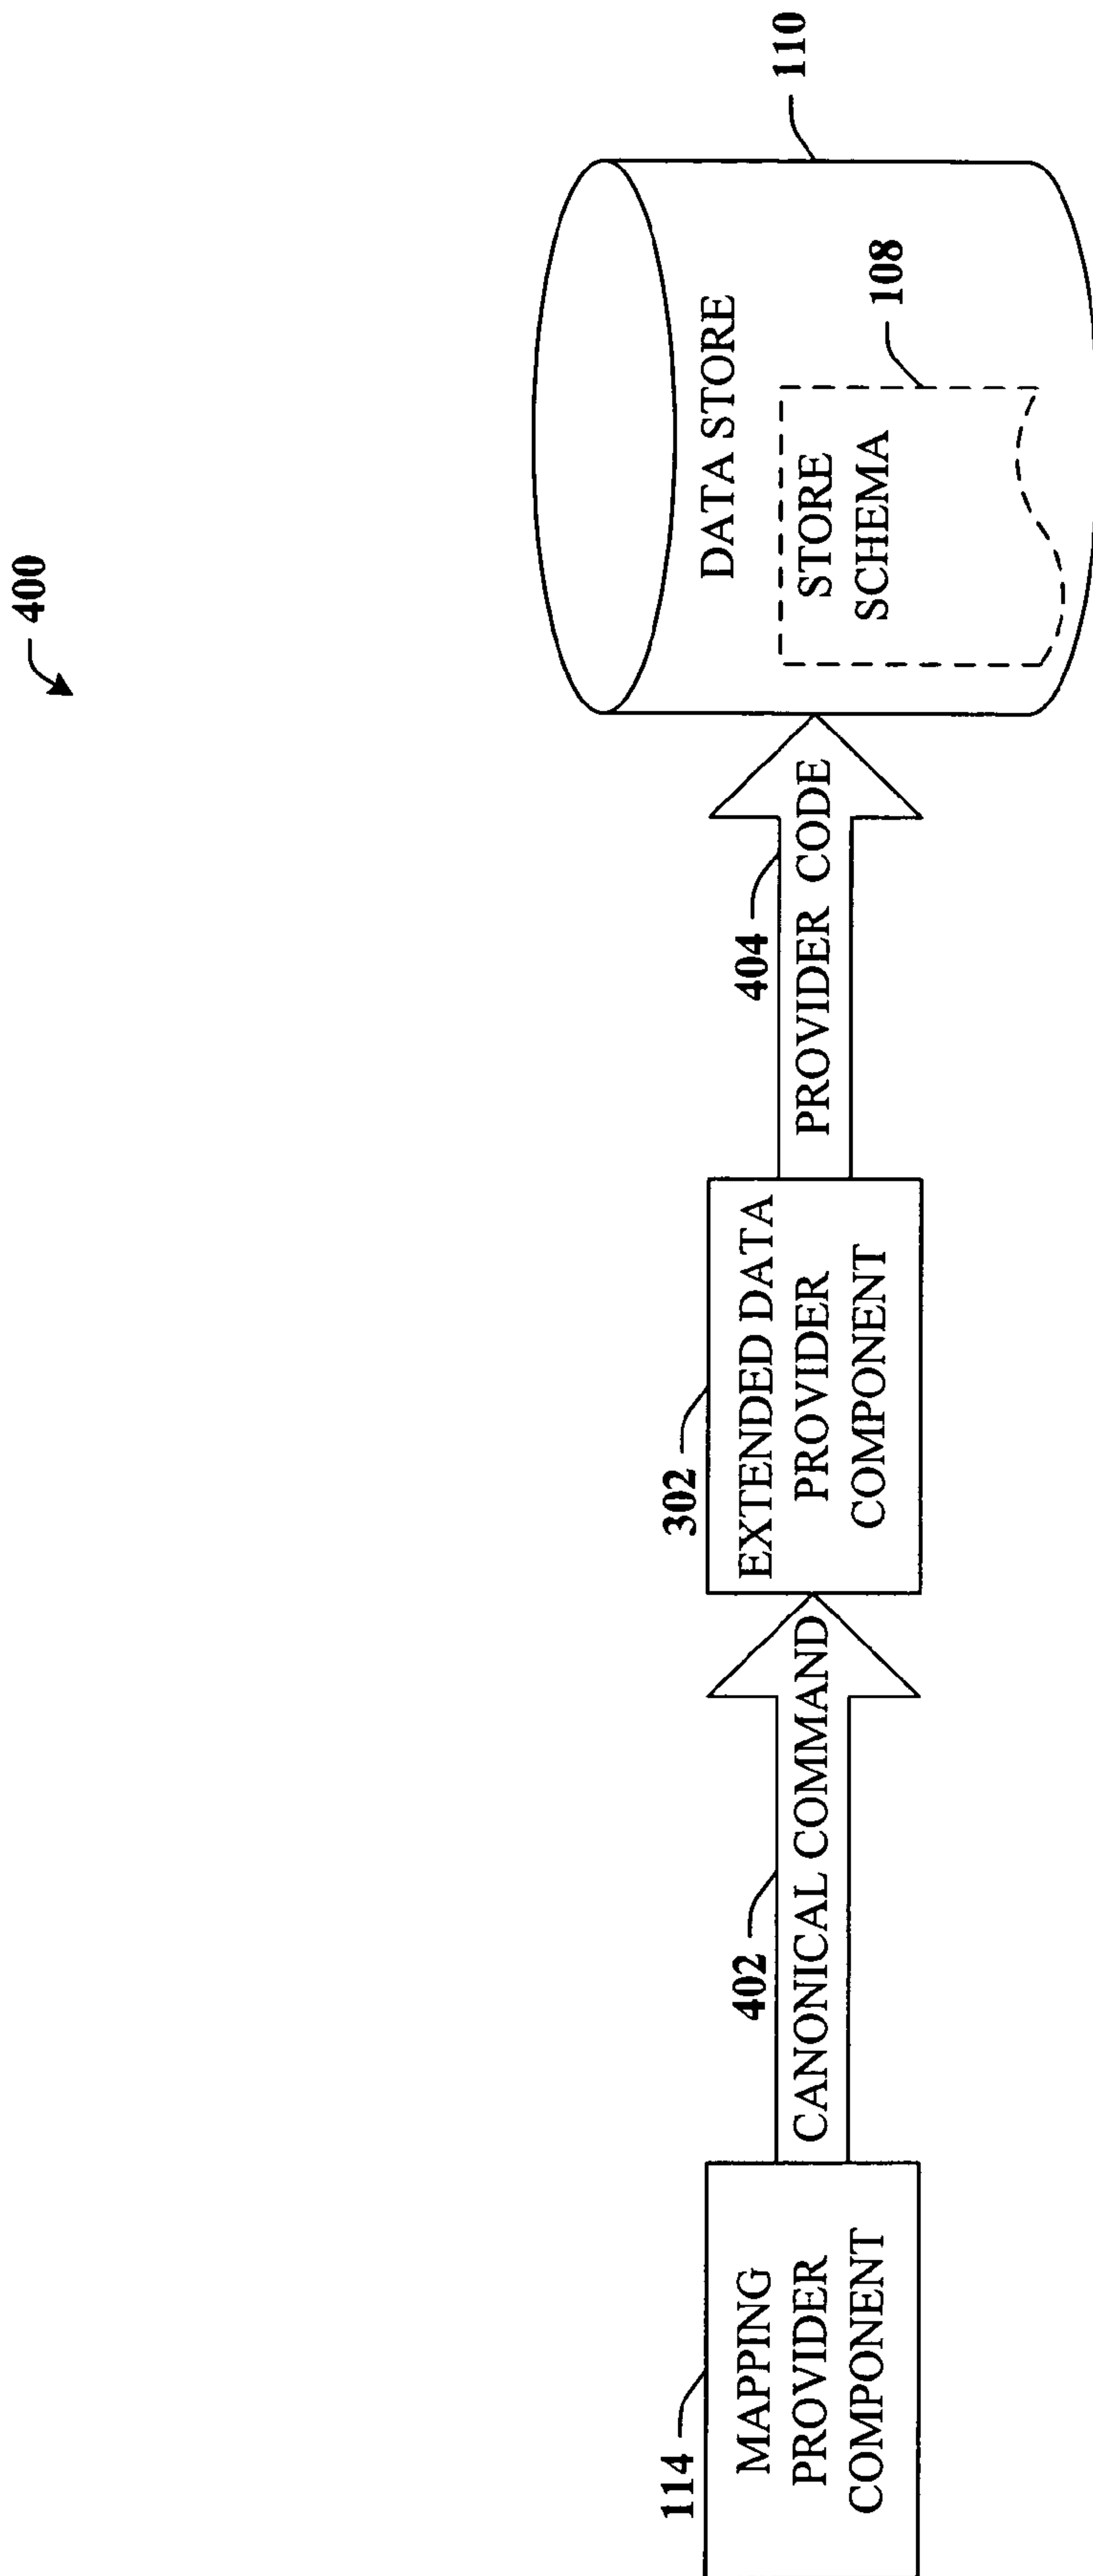 400
114
MAPPING
PROVIDER
COMPONENT
402
CANONICAL COMMAND
302
EXTENDED DATA
PROVIDER
COMPONENT
404
PROVIDER CODE
DATA STORE
110
STORE
SCHEMA
108